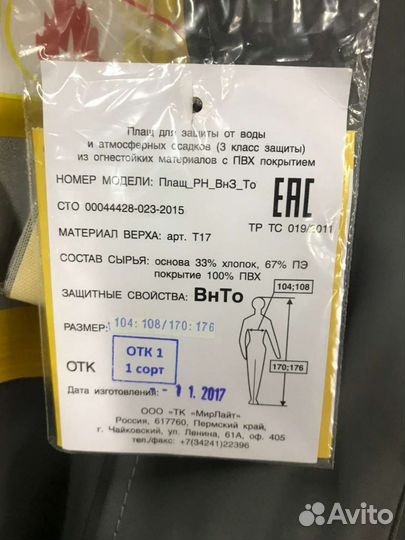 Плащ для защиты от воды
и атмосферных осадков (3 класс защиты)
из огнестойких материалов с ПВХ покрытием
НОМЕР МОДЕЛИ: Плащ_РН_Вн3_То
СТО 00044428-023-2015
ЕАС
ТР ТС 019/2011
МАТЕРИАЛ ВЕРХА: арт. Т17
СОСТАВ СЫРЬЯ: основа 33% хлопок, 67% ПЭ
покрытие 100% ПВХ
ЗАЩИТНЫЕ СВОЙСТВА: ВнТо
104;108
РАЗМЕР: 104: 108/170: 176
170;176
ОТК
ОТК 1
1 сорт
Дата изготовления: 1. 2017
ООО «ТК «МирЛайт»
Россия, 617760, Пермский край,
г. Чайковский, ул. Ленина, 61А, оф. 405
тел./факс: +7(34241)22396
Avito